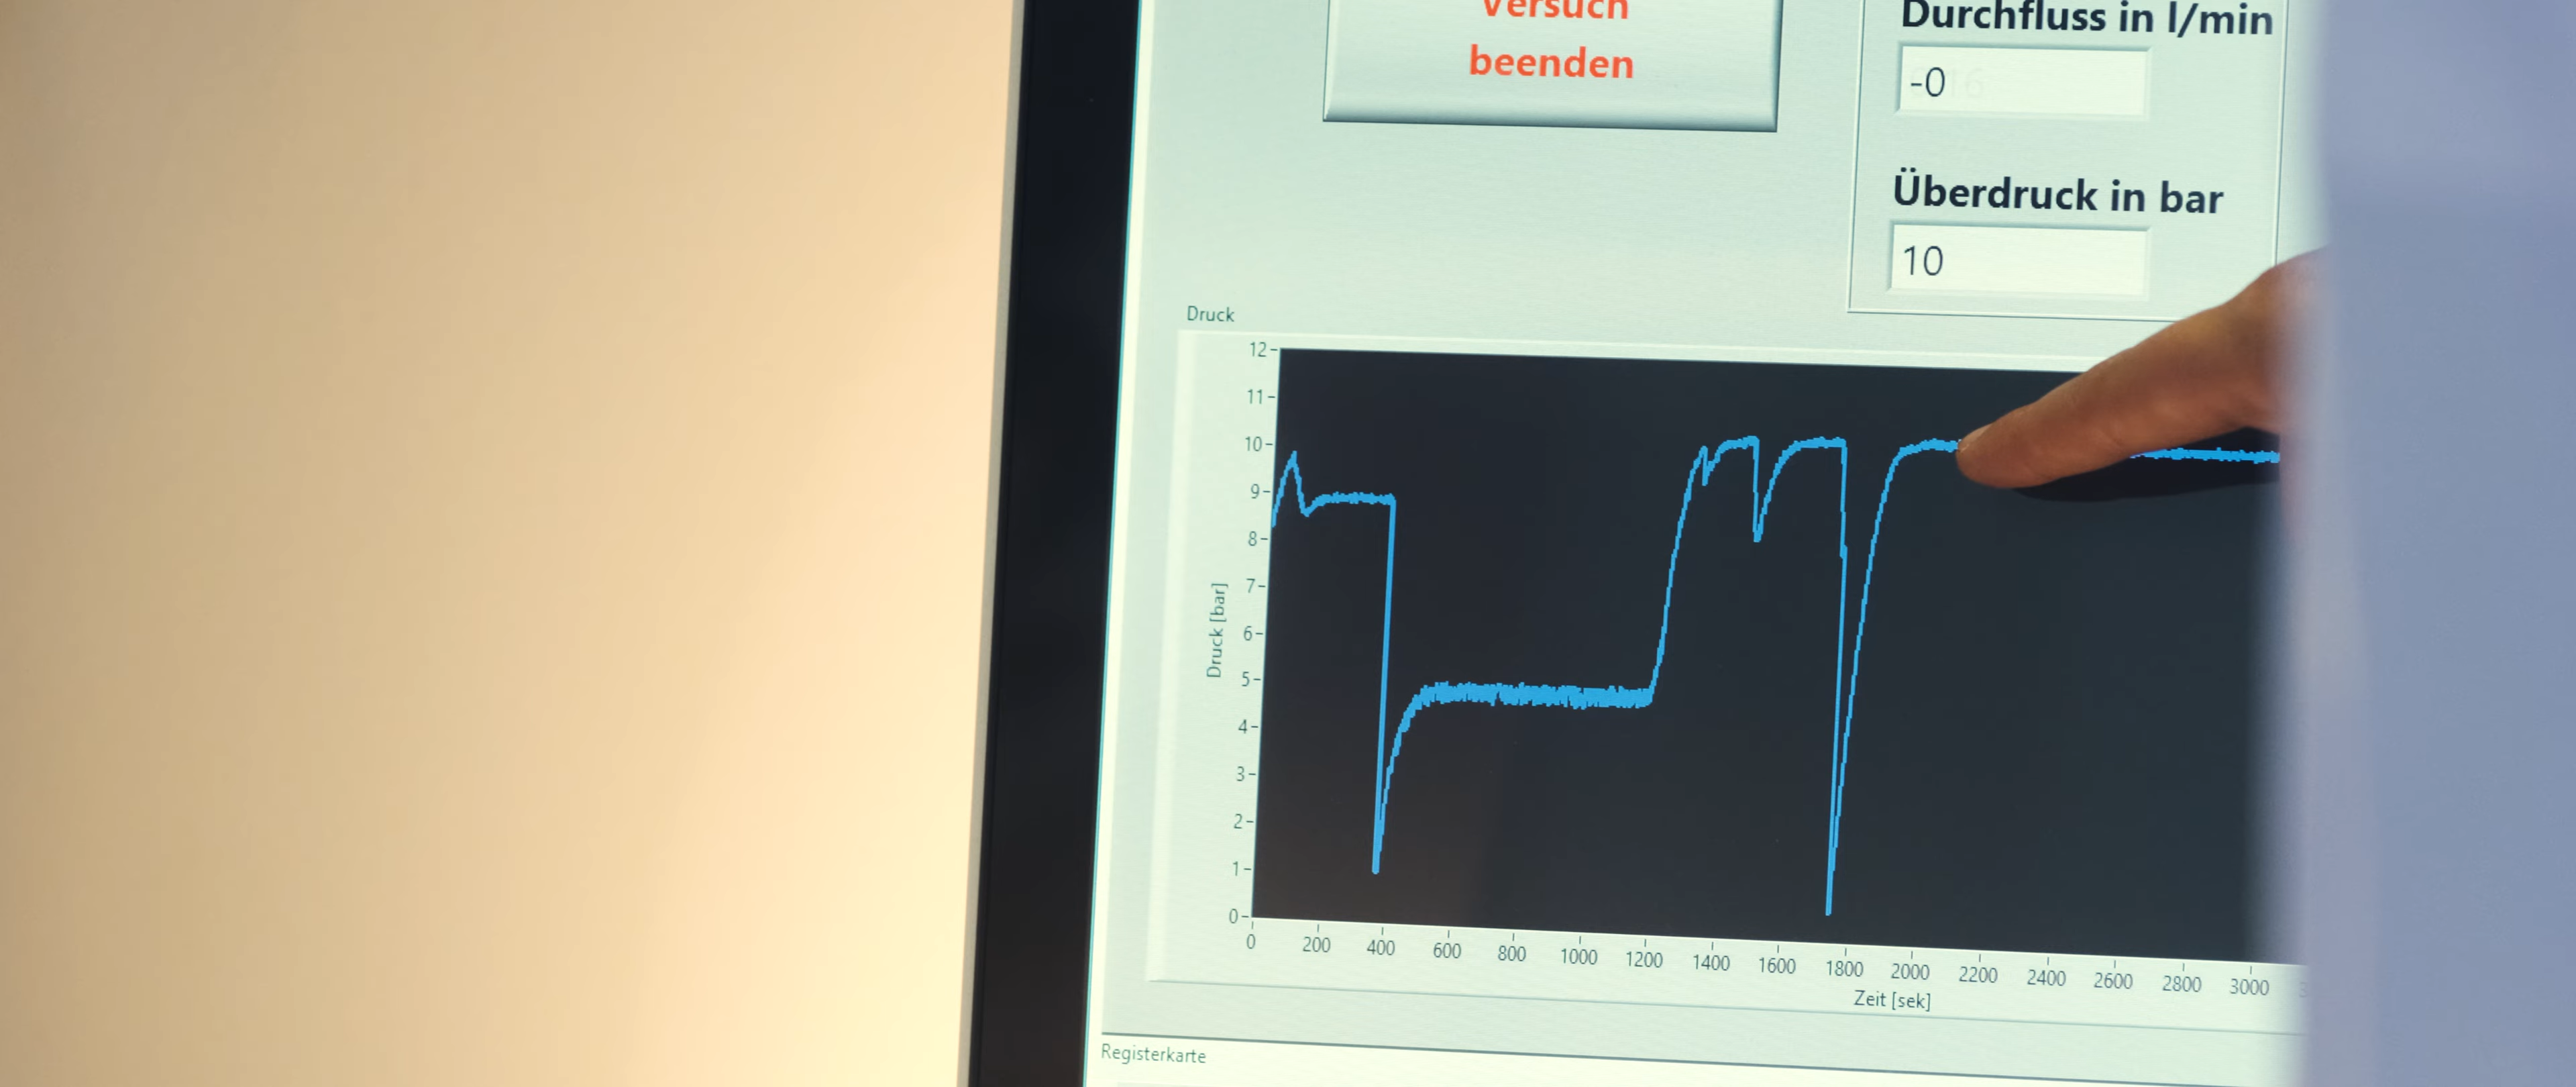 Versuch
beenden
Durchfluss in l/min
-0
Überdruck in bar
10
Druck
12
11
10
9
8
7
6
5
4
3
2
1
0
Druck [bar]
0 200 400 600 800 1000 1200 1400 1600 1800 2000 2200 2400 2600 2800 3000
Zeit [sek]
Registerkarte